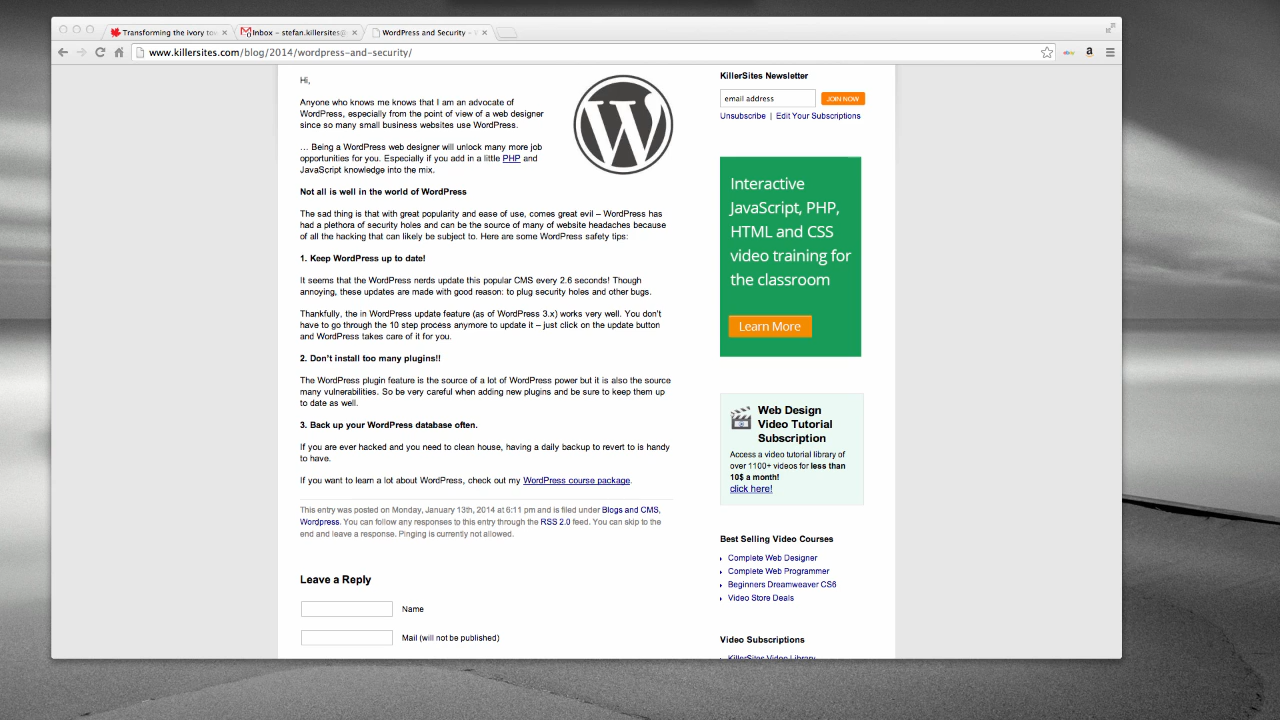 Transforming the ivory tov
Inbox – stefan.killersites@
WordPress and Security –
www.killersites.com/blog/2014/wordpress-and-security/
ebay
a
Hi,
Anyone who knows me knows that I am an advocate of
WordPress, especially from the point of view of a web designer
since so many small business websites use WordPress.
… Being a WordPress web designer will unlock many more job
opportunities for you. Especially if you add in a little PHP and
JavaScript knowledge into the mix.
Not all is well in the world of WordPress
The sad thing is that with great popularity and ease of use, comes great evil – WordPress has
had a plethora of security holes and can be the source of many of website headaches because
of all the hacking that can likely be subject to. Here are some WordPress safety tips:
1. Keep WordPress up to date!
It seems that the WordPress nerds update this popular CMS every 2.6 seconds! Though
annoying, these updates are made with good reason: to plug security holes and other bugs.
Thankfully, the in WordPress update feature (as of WordPress 3.x) works very well. You don't
have to go through the 10 step process anymore to update it – just click on the update button
and WordPress takes care of it for you.
2. Don't install too many plugins!!
The WordPress plugin feature is the source of a lot of WordPress power but it is also the source
many vulnerabilities. So be very careful when adding new plugins and be sure to keep them up
to date as well.
3. Back up your WordPress database often.
If you are ever hacked and you need to clean house, having a daily backup to revert to is handy
to have.
If you want to learn a lot about WordPress, check out my WordPress course package.
This entry was posted on Monday, January 13th, 2014 at 6:11 pm and is filed under Blogs and CMS,
Wordpress. You can follow any responses to this entry through the RSS 2.0 feed. You can skip to the
end and leave a response. Pinging is currently not allowed.
Leave a Reply
Name
Mail (will not be published)
KillerSites Newsletter
email address
JOIN NOW
Unsubscribe | Edit Your Subscriptions
Interactive
JavaScript, PHP,
HTML and CSS
video training for
the classroom
Learn More
Web Design
Video Tutorial
Subscription
Access a video tutorial library of
over 1100+ videos for less than
10$ a month!
click here!
Best Selling Video Courses
Complete Web Designer
Complete Web Programmer
Beginners Dreamweaver CS6
Video Store Deals
Video Subscriptions
KillerSites Video Library